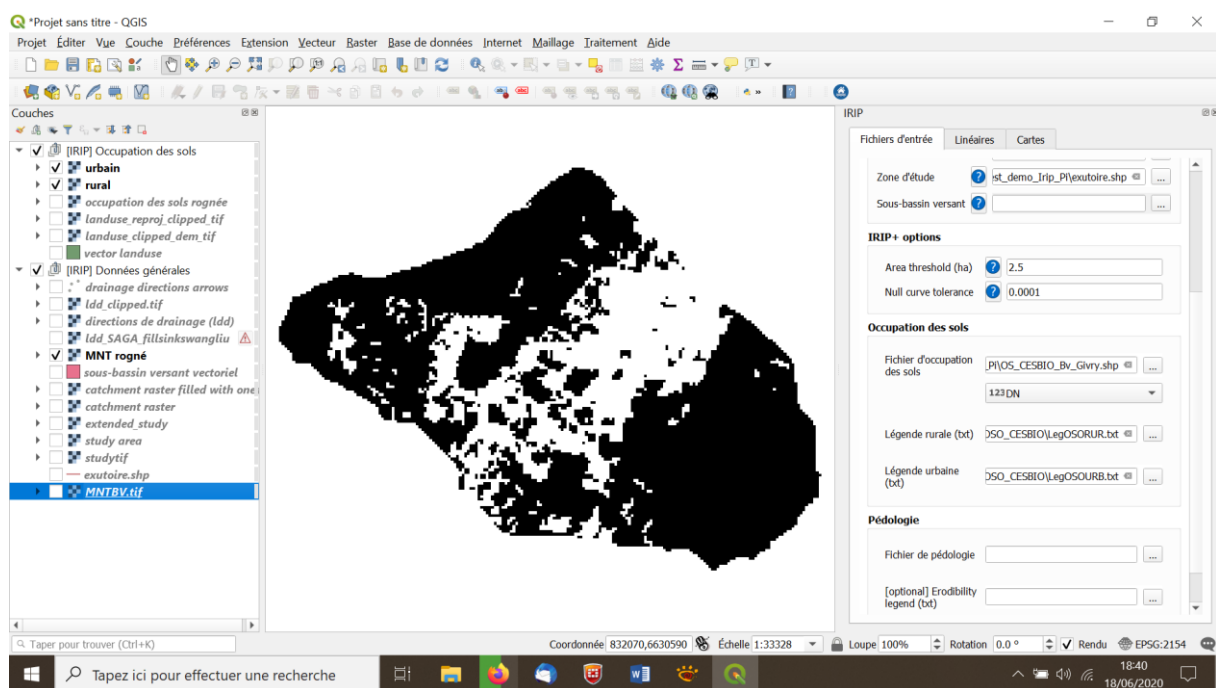 *Projet sans titre - QGIS
Projet Éditer Vue Couche Préférences Extension Vecteur Raster Base de données Internet Maillage Traitement Aide
Couches
[IRIP] Occupation des sols
urbain
rural
occupation des sols rognée
landuse_reproj_clipped_tif
landuse_clipped_dem_tif
vector landuse
[IRIP] Données générales
drainage directions arrows
ldd_clipped.tif
directions de drainage (ldd)
ldd_SAGA_fillsinkswangliu
MNT rogné
sous-bassin versant vectoriel
catchment raster filled with one
catchment raster
extended_study
study area
studytif
exutoire.shp
MNTBV.tif
IRIP
Fichiers d'entrée Linéaires Cartes
Zone d'étude ? st_demo_Irip_Pi\exutoire.shp ...
Sous-bassin versant ? ...
IRIP+ options
Area threshold (ha) ? 2.5
Null curve tolerance ? 0.0001
Occupation des sols
Fichier d'occupation des sols PI\OS_CESBIO_Bv_Givry.shp ...
123 DN
Légende rurale (txt) OSO_CESBIO\LegOSORUR.txt ...
Légende urbaine (txt) OSO_CESBIO\LegOSOURB.txt ...
Pédologie
Fichier de pédologie ...
[optional] Erodibility legend (txt) ...
Taper pour trouver (Ctrl+K)
Coordonnée 832070,6630590 Échelle 1:33328 Loupe 100% Rotation 0.0 ° Rendu EPSG:2154
Tapez ici pour effectuer une recherche
18:40
18/06/2020